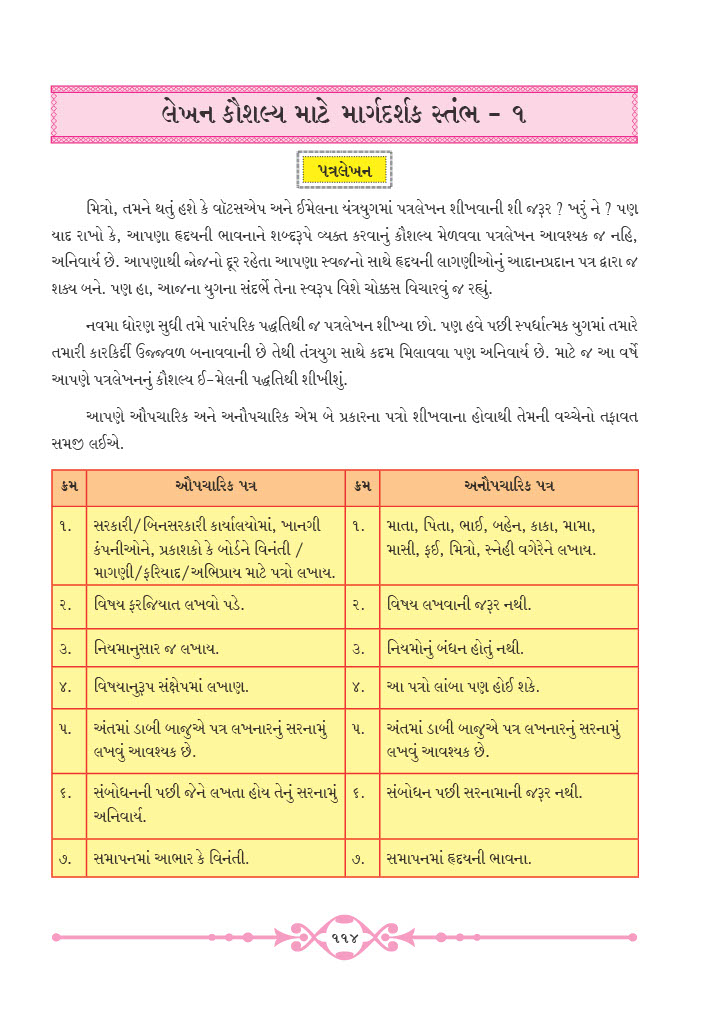 લેખન કૌશલ્ય માટે માર્ગદર્શક સ્તંભ - ૧
પત્રલેખન
મિત્રો, તમને થતું હશે કે વૉટસએપ અને ઈમેલના યંત્રયુગમાં પત્રલેખન શીખવાની શી જરૂર ? ખરું ને ? પણ
યાદ રાખો કે, આપણા હૃદયની ભાવનાને શબ્દરૂપે વ્યક્ત કરવાનું કૌશલ્ય મેળવવા પત્રલેખન આવશ્યક જ નહિ,
અનિવાર્ય છે. આપણાથી જોજનો દૂર રહેતા આપણા સ્વજનો સાથે હૃદયની લાગણીઓનું આદાનપ્રદાન પત્ર દ્વારા જ
શક્ય બને. પણ હા, આજના યુગના સંદર્ભે તેના સ્વરૂપ વિશે ચોક્કસ વિચારવું જ રહ્યું.
નવમા ધોરણ સુધી તમે પારંપરિક પદ્ધતિથી જ પત્રલેખન શીખ્યા છો. પણ હવે પછી સ્પર્ધાત્મક યુગમાં તમારે
તમારી કારકિર્દી ઉજ્જ્વળ બનાવવાની છે તેથી તંત્રયુગ સાથે કદમ મિલાવવા પણ અનિવાર્ય છે. માટે જ આ વર્ષે
આપણે પત્રલેખનનું કૌશલ્ય ઈ-મેલની પદ્ધતિથી શીખીશું.
આપણે ઔપચારિક અને અનૌપચારિક એમ બે પ્રકારના પત્રો શીખવાના હોવાથી તેમની વચ્ચેનો તફાવત
સમજી લઈએ.
ક્રમ ઔપચારિક પત્ર ક્રમ અનૌપચારિક પત્ર
૧. સરકારી/બિનસરકારી કાર્યાલયોમાં, ખાનગી ૧. માતા, પિતા, ભાઈ, બહેન, કાકા, મામા,
કંપનીઓને, પ્રકાશકો કે બોર્ડને વિનંતી / માસી, ફઈ, મિત્રો, સ્નેહી વગેરેને લખાય.
માગણી/ફરિયાદ/અભિપ્રાય માટે પત્રો લખાય.
૨. વિષય ફરજિયાત લખવો પડે. ૨. વિષય લખવાની જરૂર નથી.
૩. નિયમાનુસાર જ લખાય. ૩. નિયમોનું બંધન હોતું નથી.
૪. વિષયાનુરૂપ સંક્ષેપમાં લખાણ. ૪. આ પત્રો લાંબા પણ હોઈ શકે.
૫. અંતમાં ડાબી બાજુએ પત્ર લખનારનું સરનામું ૫. અંતમાં ડાબી બાજુએ પત્ર લખનારનું સરનામું
લખવું આવશ્યક છે. લખવું આવશ્યક છે.
૬. સંબોધનની પછી જેને લખતા હોય તેનું સરનામું ૬. સંબોધન પછી સરનામાની જરૂર નથી.
અનિવાર્ય.
૭. સમાપનમાં આભાર કે વિનંતી. ૭. સમાપનમાં હૃદયની ભાવના.
૧૧૪